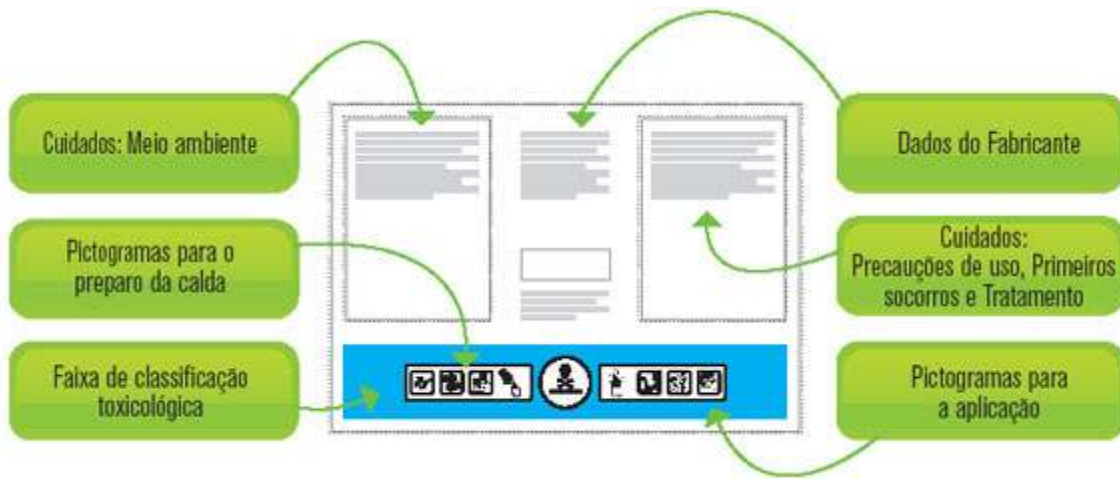 Cuidados: Meio ambiente
Pictogramas para o
preparo da calda
Faixa de classificação
toxicológica
Dados do Fabricante
Cuidados:
Precauções de uso, Primeiros
socorros e Tratamento
Pictogramas para
a aplicação